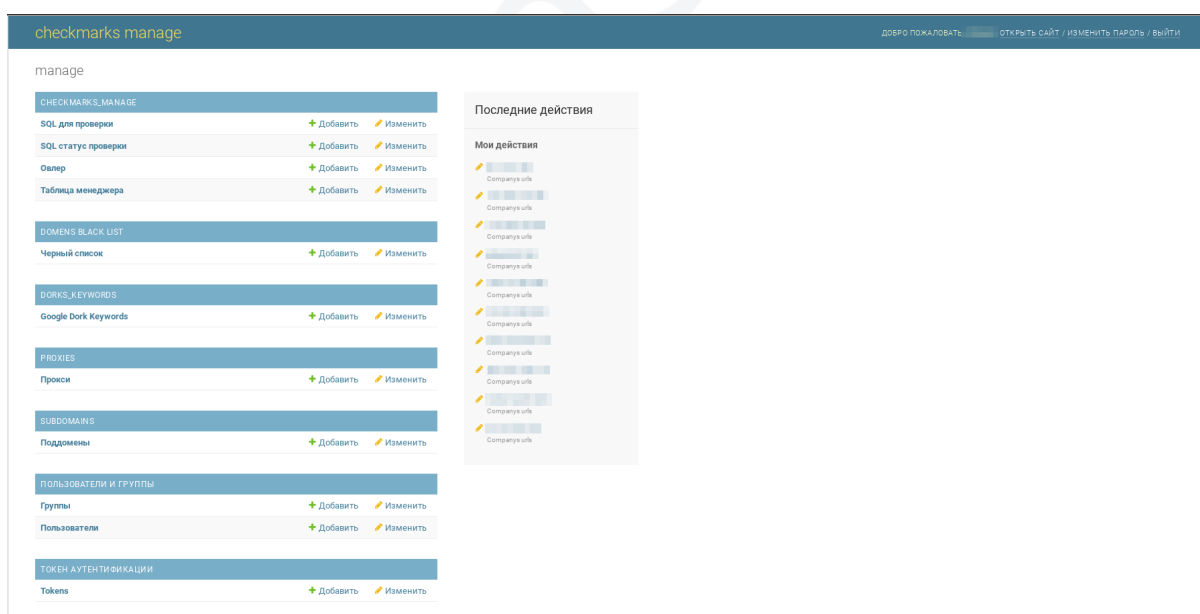 checkmarks manage
ДОБРО ПОЖАЛОВАТЬ, ОТКРЫТЬ САЙТ / ИЗМЕНИТЬ ПАРОЛЬ / ВЫЙТИ
manage
CHECKMARKS_MANAGE
SQL для проверки + Добавить Изменить
SQL статус проверки + Добавить Изменить
Овлер + Добавить Изменить
Таблица менеджера + Добавить Изменить
DOMENS BLACK LIST
Черный список + Добавить Изменить
DORKS_KEYWORDS
Google Dork Keywords + Добавить Изменить
PROXIES
Прокси + Добавить Изменить
SUBDOMAINS
Поддомены + Добавить Изменить
ПОЛЬЗОВАТЕЛИ И ГРУППЫ
Группы + Добавить Изменить
Пользователи + Добавить Изменить
ТОКЕН АУТЕНТИФИКАЦИИ
Tokens + Добавить Изменить
Последние действия
Мои действия
Companys urls
Companys urls
Companys urls
Companys urls
Companys urls
Companys urls
Companys urls
Companys urls
Companys urls
Companys urls